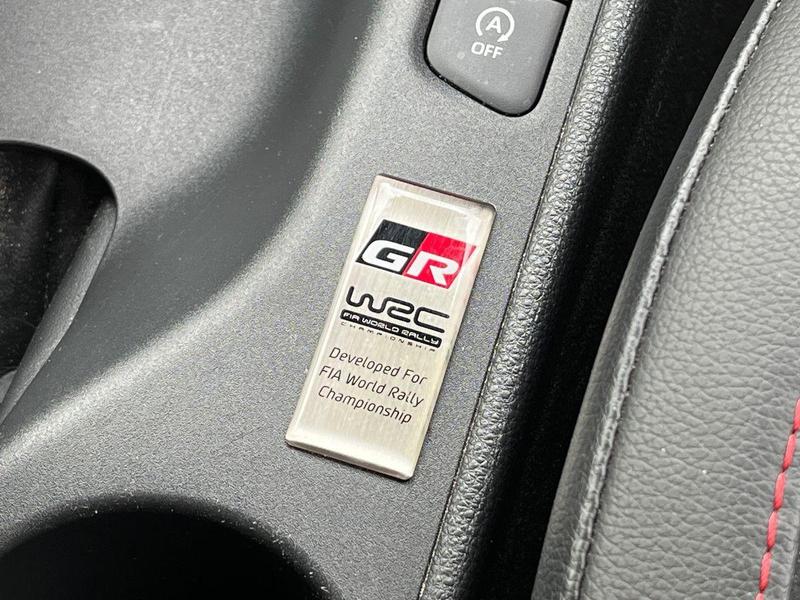 A
OFF
GR
WRC
FIA WORLD RALLY
CHAMPIONSHIP
Developed For
FIA World Rally
Championship